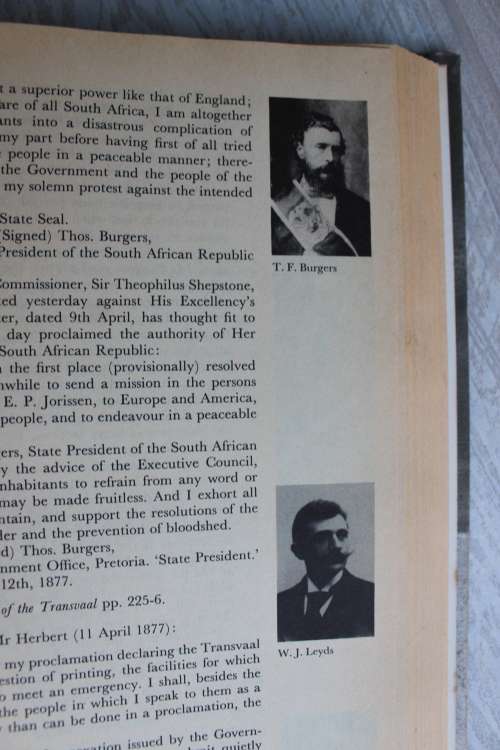 t a superior power like that of England;
are of all South Africa, I am altogether
ants into a disastrous complication of
my part before having first of all tried
e people in a peaceable manner; there-
the Government and the people of the
my solemn protest against the intended
State Seal.
(Signed) Thos. Burgers,
President of the South African Republic
T. F. Burgers
Commissioner, Sir Theophilus Shepstone,
ted yesterday against His Excellency's
ter, dated 9th April, has thought fit to
day proclaimed the authority of Her
South African Republic:
n the first place (provisionally) resolved
nwhile to send a mission in the persons
E. P. Jorissen, to Europe and America,
people, and to endeavour in a peaceable
gers, State President of the South African
by the advice of the Executive Council,
inhabitants to refrain from any word or
may be made fruitless. And I exhort all
ntain, and support the resolutions of the
der and the prevention of bloodshed.
ed) Thos. Burgers,
nment Office, Pretoria. 'State President.'
12th, 1877.
of the Transvaal pp. 225-6.
Mr Herbert (11 April 1877):
W. J. Leyds
my proclamation declaring the Transvaal
estion of printing, the facilities for which
o meet an emergency. I shall, besides the
the people in which I speak to them as a
y than can be done in a proclamation, the
issued by the Govern-
quietly